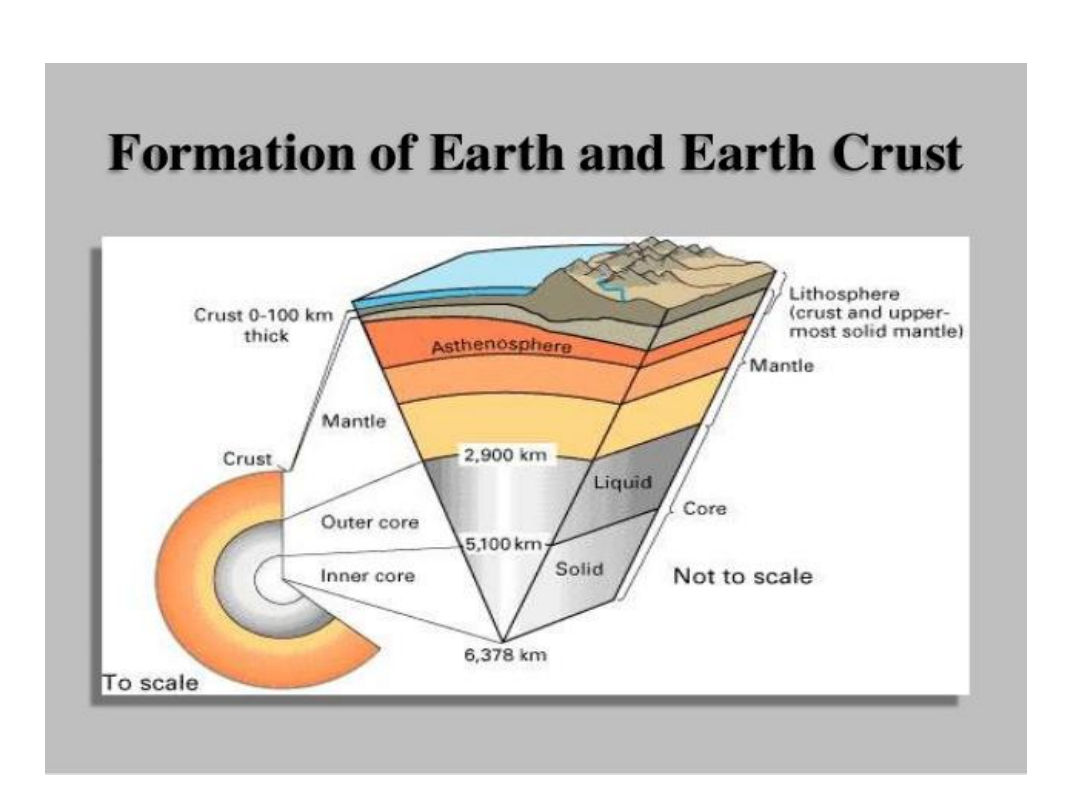 Formation of Earth and Earth Crust
Crust 0-100 km
thick
Lithosphere
(crust and upper-
most solid mantle)
Asthenosphere
Mantle
Mantle
Crust
2,900 km
Liquid
Outer core
Core
5,100 km
Inner core
Solid
Not to scale
6,378 km
To scale